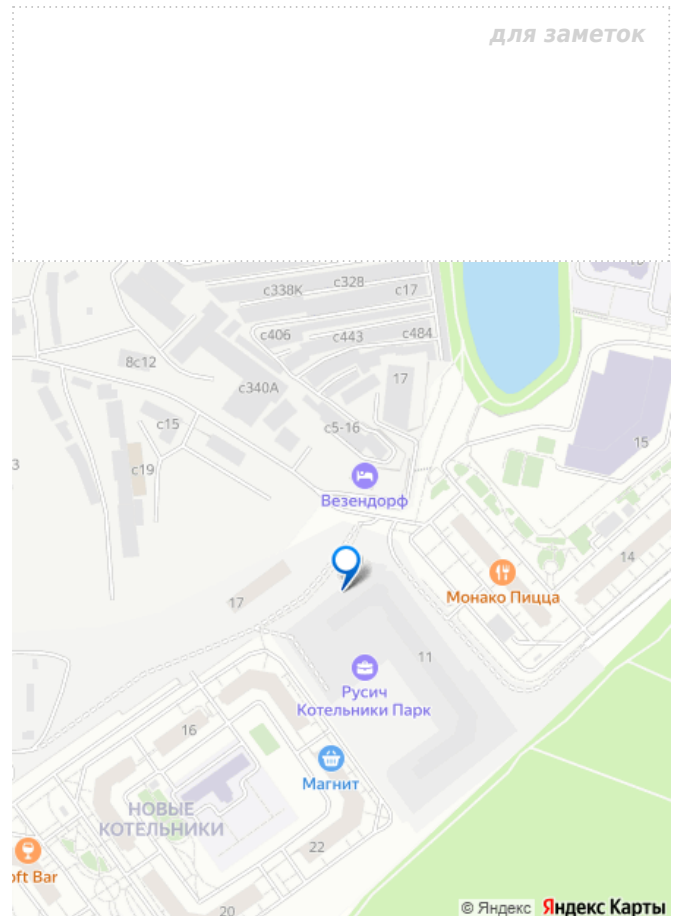 для заметок
с338К
с328
с17
с406
с443
с484
8с12
с340А
17
с15
с5-16
15
3
с19
Везендорф
14
Монако Пицца
17
11
Русич
Котельники Парк
16
Магнит
НОВЫЕ
КОТЕЛЬНИКИ
22
oft Bar
20
© Яндекс Яндекс Карты